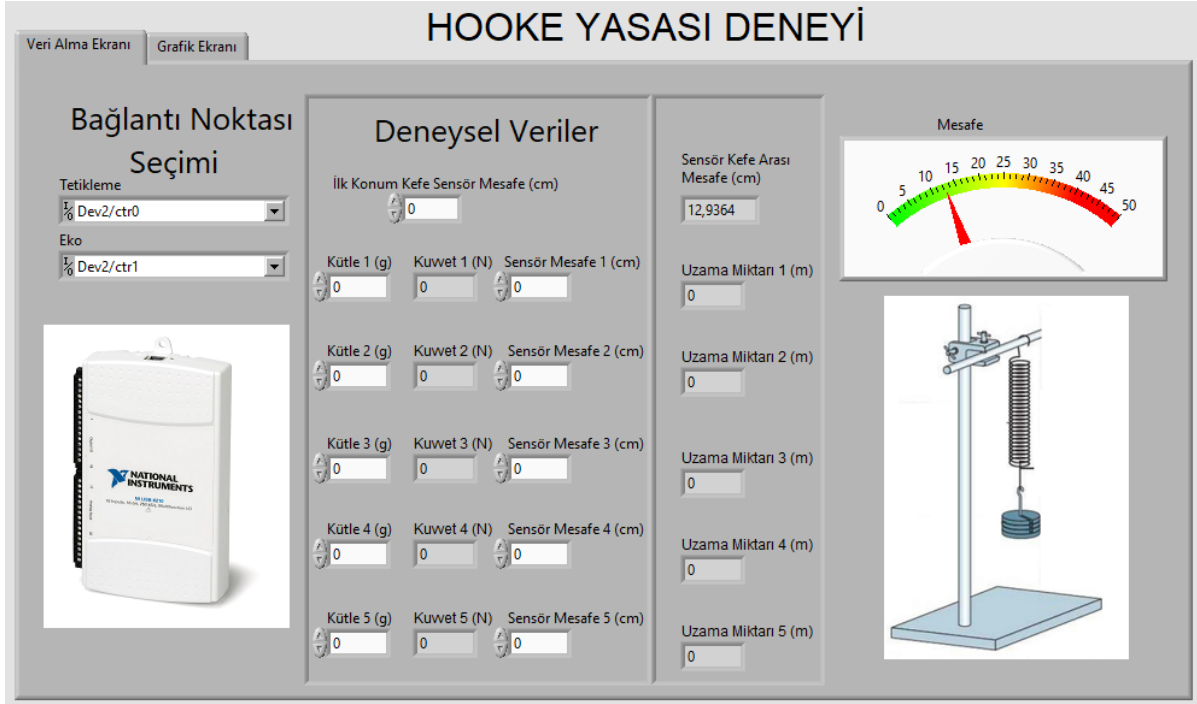 HOOKE YASASI DENEYİ
Veri Alma Ekranı
Grafik Ekranı
Bağlantı Noktası
Seçimi
Tetikleme
Dev2/ctr0
Eko
Dev2/ctr1
NATIONAL
INSTRUMENTS
Deneysel Veriler
İlk Konum Kefe Sensör Mesafe (cm)
0
Kütle 1 (g) Kuvvet 1 (N) Sensör Mesafe 1 (cm)
0 0 0
Kütle 2 (g) Kuvvet 2 (N) Sensör Mesafe 2 (cm)
0 0 0
Kütle 3 (g) Kuvvet 3 (N) Sensör Mesafe 3 (cm)
0 0 0
Kütle 4 (g) Kuvvet 4 (N) Sensör Mesafe 4 (cm)
0 0 0
Kütle 5 (g) Kuvvet 5 (N) Sensör Mesafe 5 (cm)
0 0 0
Sensör Kefe Arası
Mesafe (cm)
12,9364
Uzama Miktarı 1 (m)
0
Uzama Miktarı 2 (m)
0
Uzama Miktarı 3 (m)
0
Uzama Miktarı 4 (m)
0
Uzama Miktarı 5 (m)
0
Mesafe
0 5 10 15 20 25 30 35 40 45 50